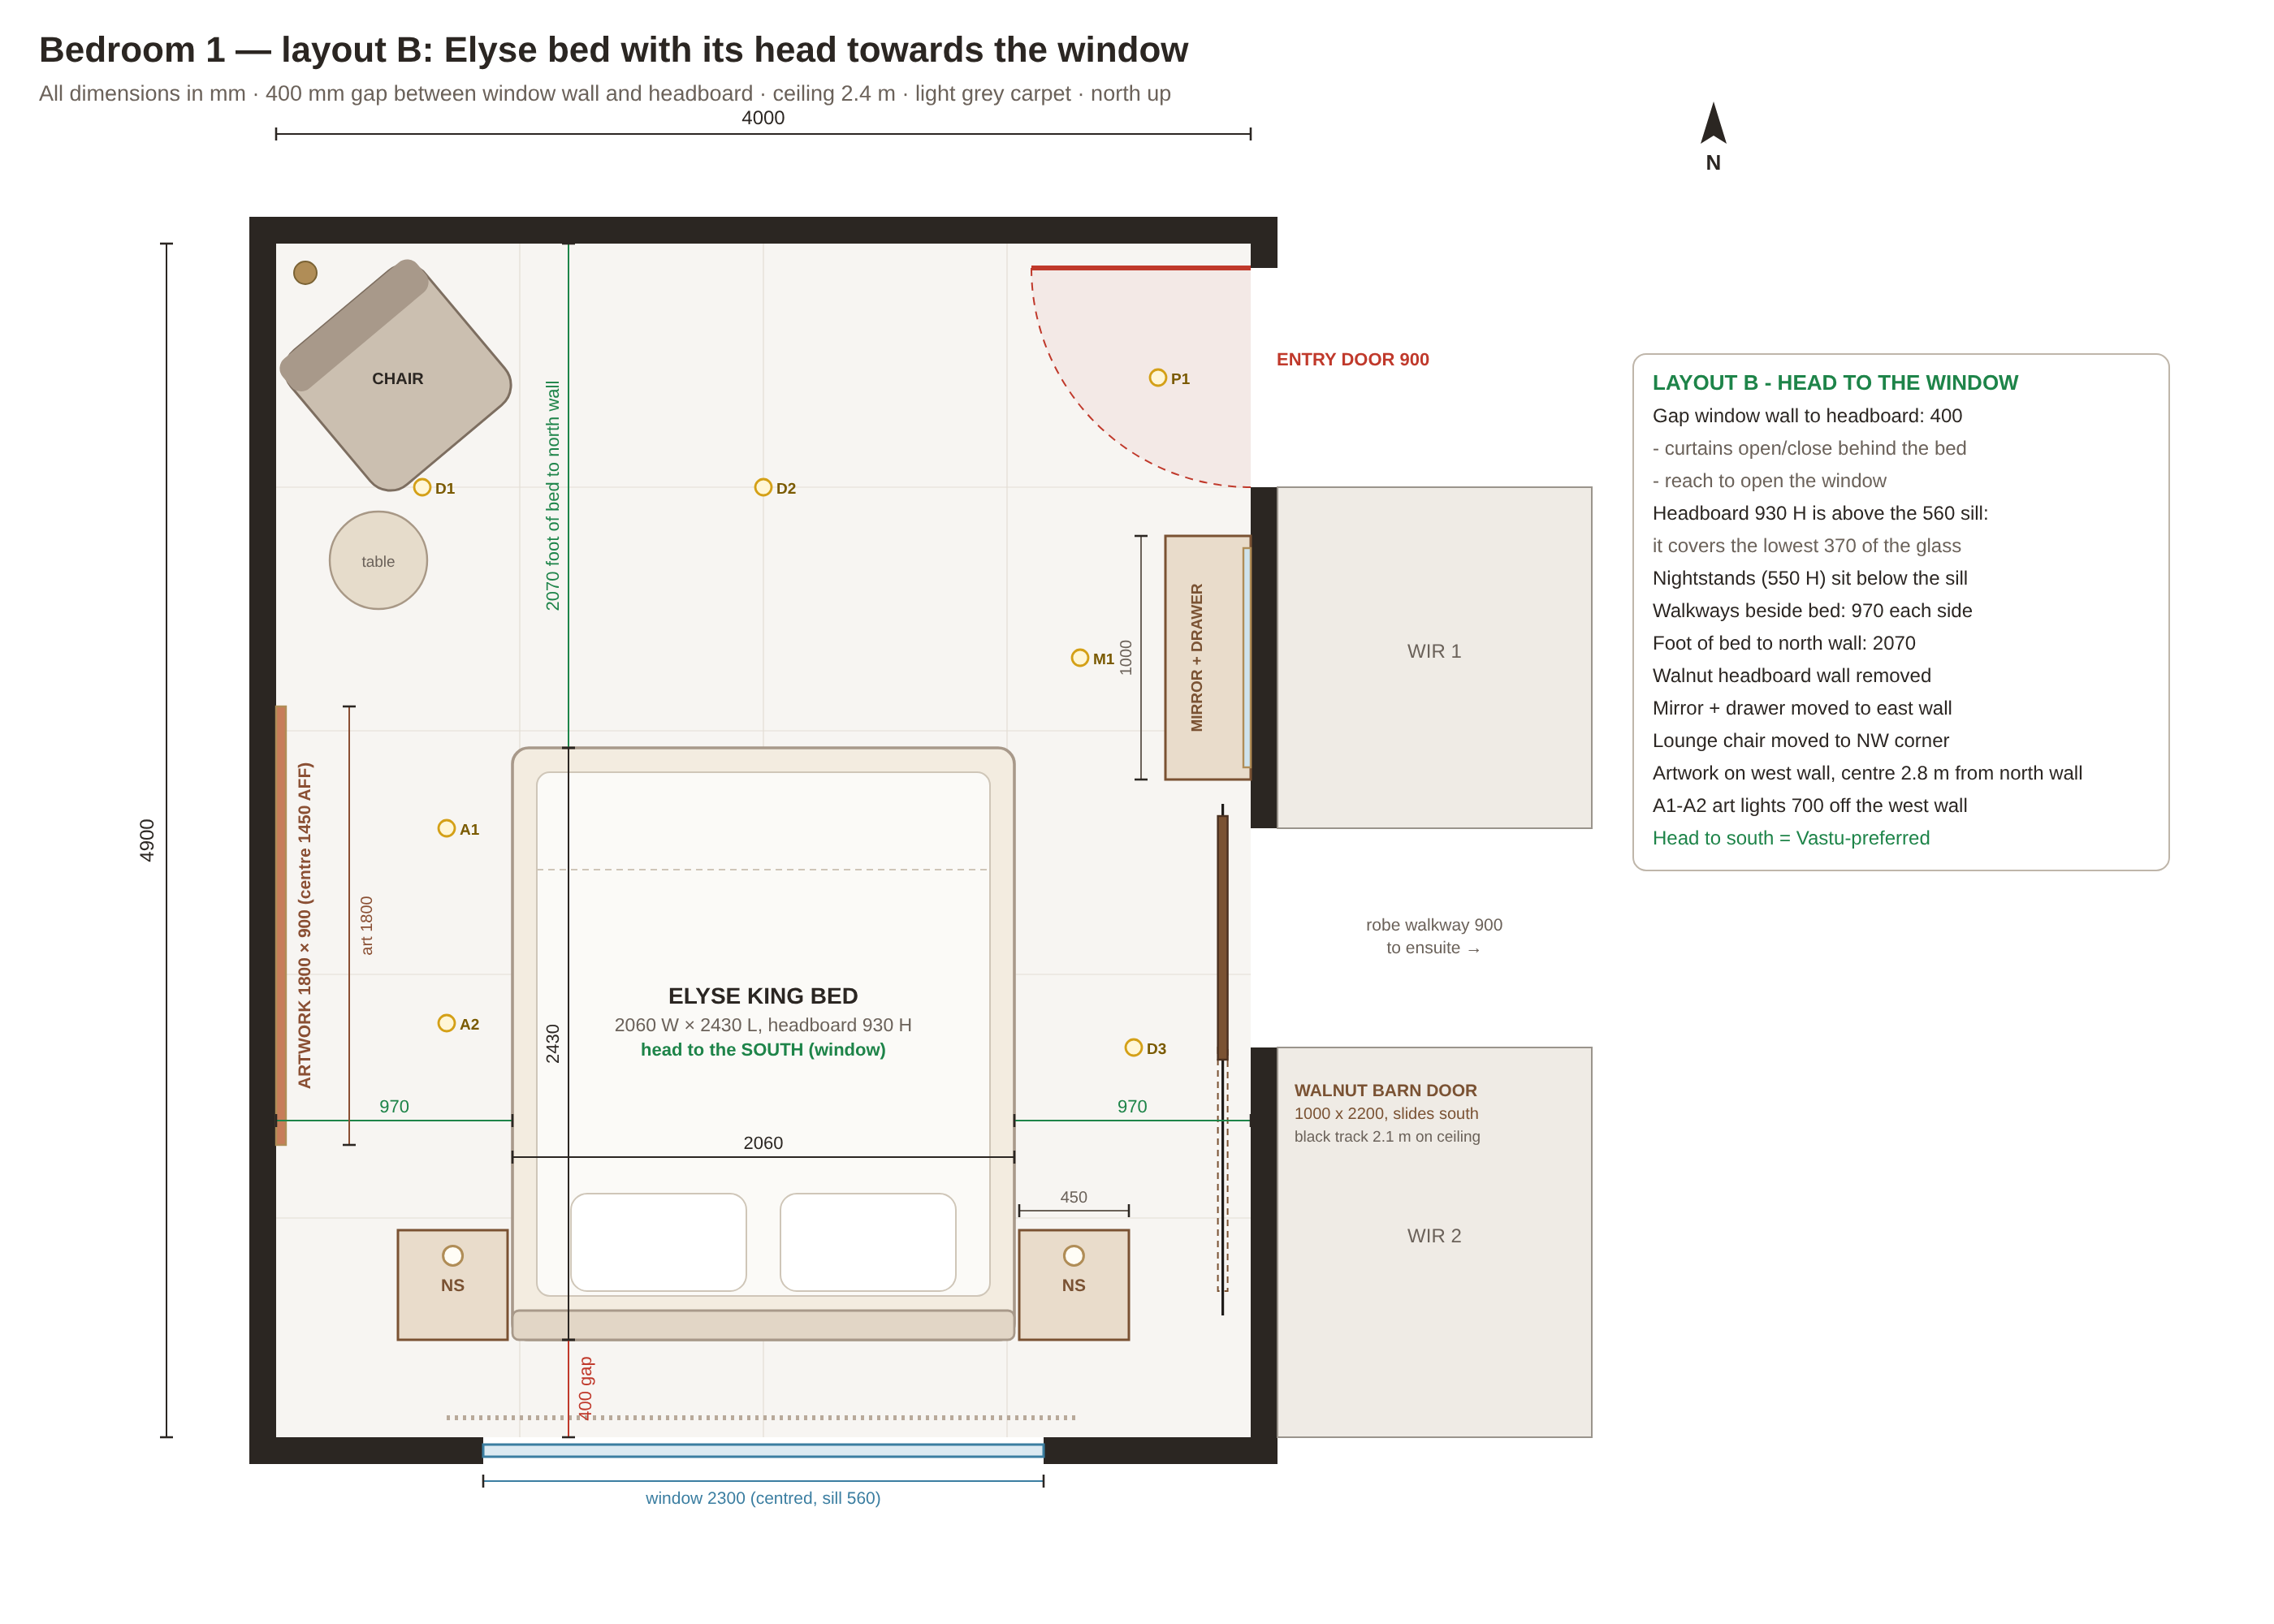 Bedroom 1 — layout B: Elyse bed with its head towards the window
All dimensions in mm · 400 mm gap between window wall and headboard · ceiling 2.4 m · light grey carpet · north up
4000
N
ENTRY DOOR 900
P1
CHAIR
D1
D2
table
2070 foot of bed to north wall
M1
1000
MIRROR + DRAWER
WIR 1
4900
ARTWORK 1800 × 900 (centre 1450 AFF)
art 1800
A1
A2
ELYSE KING BED
2060 W × 2430 L, headboard 930 H
head to the SOUTH (window)
2430
D3
robe walkway 900
to ensuite →
970
970
2060
WALNUT BARN DOOR
1000 x 2200, slides south
black track 2.1 m on ceiling
450
NS
NS
WIR 2
400 gap
window 2300 (centred, sill 560)
LAYOUT B - HEAD TO THE WINDOW
Gap window wall to headboard: 400
- curtains open/close behind the bed
- reach to open the window
Headboard 930 H is above the 560 sill:
it covers the lowest 370 of the glass
Nightstands (550 H) sit below the sill
Walkways beside bed: 970 each side
Foot of bed to north wall: 2070
Walnut headboard wall removed
Mirror + drawer moved to east wall
Lounge chair moved to NW corner
Artwork on west wall, centre 2.8 m from north wall
A1-A2 art lights 700 off the west wall
Head to south = Vastu-preferred